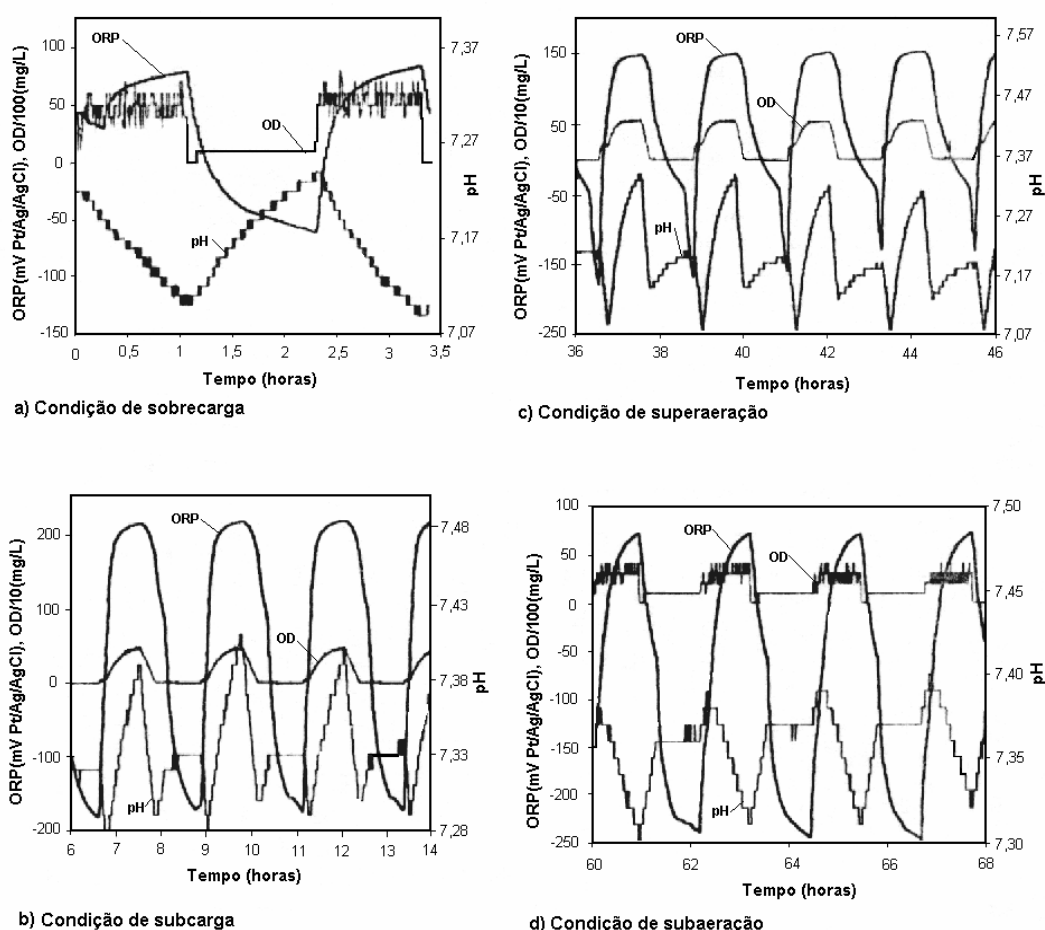 ORP(mV Pt/Ag/AgCl), OD/100(mg/L)
100
50
0
-50
-100
-150
ORP
OD
pH
7,37
7,27
7,17
7,07
pH
0 0,5 1 1,5 2 2,5 3 3,5
Tempo (horas)
a) Condição de sobrecarga
ORP(mV Pt/Ag/AgCl), OD/10(mg/L)
150
50
-50
-150
-250
ORP
OD
pH
7,57
7,47
7,37
7,27
7,17
7,07
pH
36 38 40 42 44 46
Tempo (horas)
c) Condição de superaeração
ORP(mV Pt/Ag/AgCl), OD/10(mg/L)
200
100
0
-100
-200
ORP
OD
pH
7,48
7,43
7,38
7,33
7,28
pH
6 7 8 9 10 11 12 13 14
Tempo (horas)
b) Condição de subcarga
ORP(mV Pt/Ag/AgCl), OD/100(mg/L)
100
50
0
-50
-100
-150
-200
-250
ORP
OD
pH
7,50
7,45
7,40
7,35
7,30
pH
60 62 64 66 68
Tempo (horas)
d) Condição de subaeração